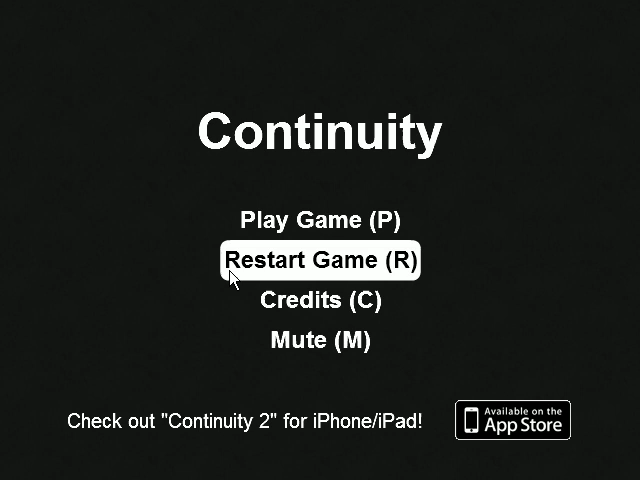 Continuity
Play Game (P)
Restart Game (R)
Credits (C)
Mute (M)
Check out "Continuity 2" for iPhone/iPad!
Available on the
App Store